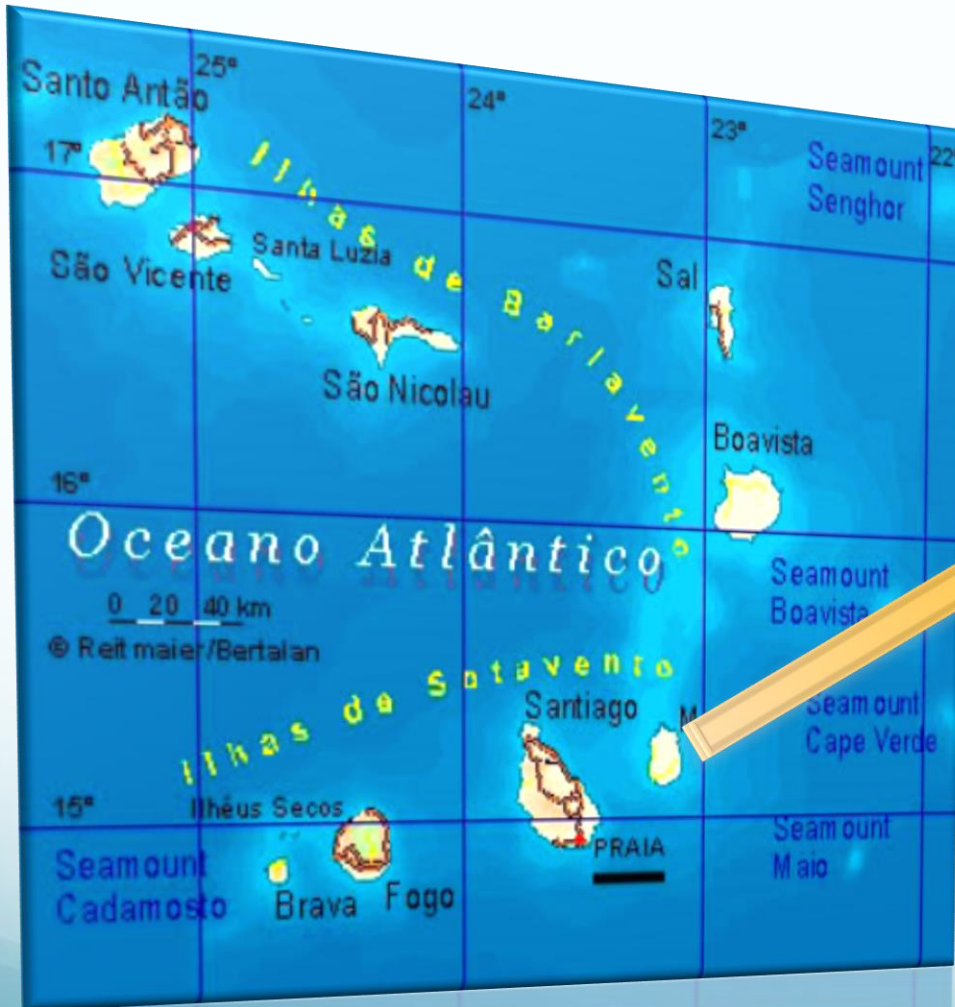 25°
Santo Antão
24°
23°
22°
17°
Seamount
Senghor
Ilhas de Barlavento
Santa Luzia
São Vicente
Sal
São Nicolau
Boavista
16°
Oceano Atlântico
0 20 40 km
© Reitmaier/Bertalan
Seamount
Boavista
Ilhas de Sotavento
Santiago
Seamount
Cape Verde
15°
Ilhéus Secos
Seamount
Cadamosto
Brava
Fogo
PRAIA
Seamount
Maio